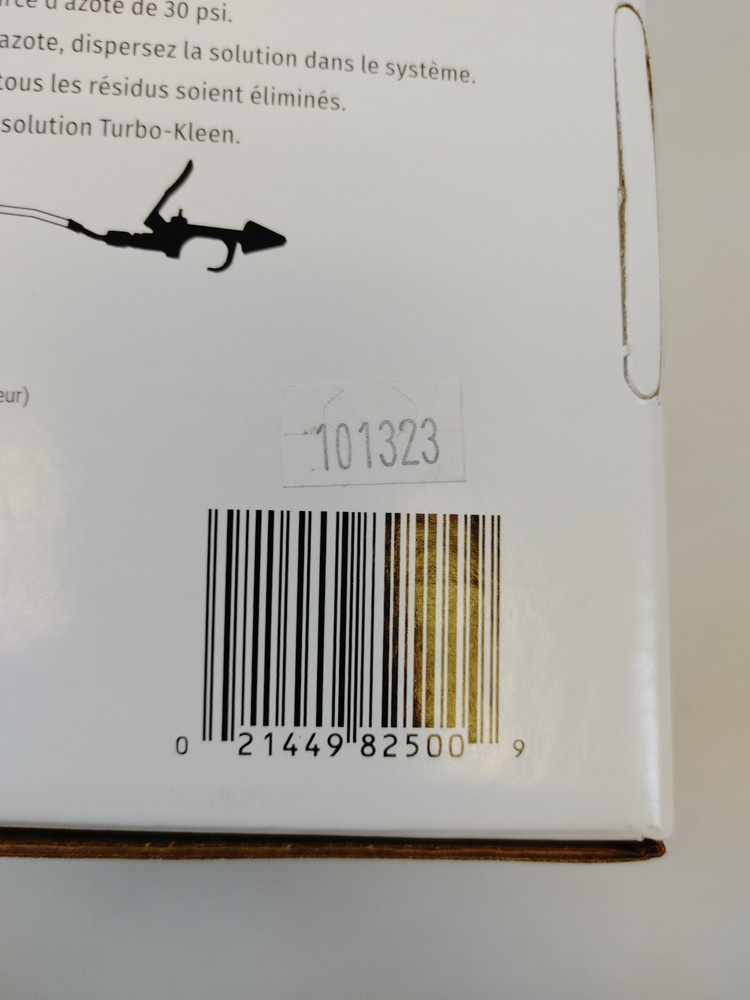 d'azote de 30 psi.
azote, dispersez la solution dans le système.
tous les résidus soient éliminés.
solution Turbo-Kleen.
eur)
101323
0 21449 82500 9